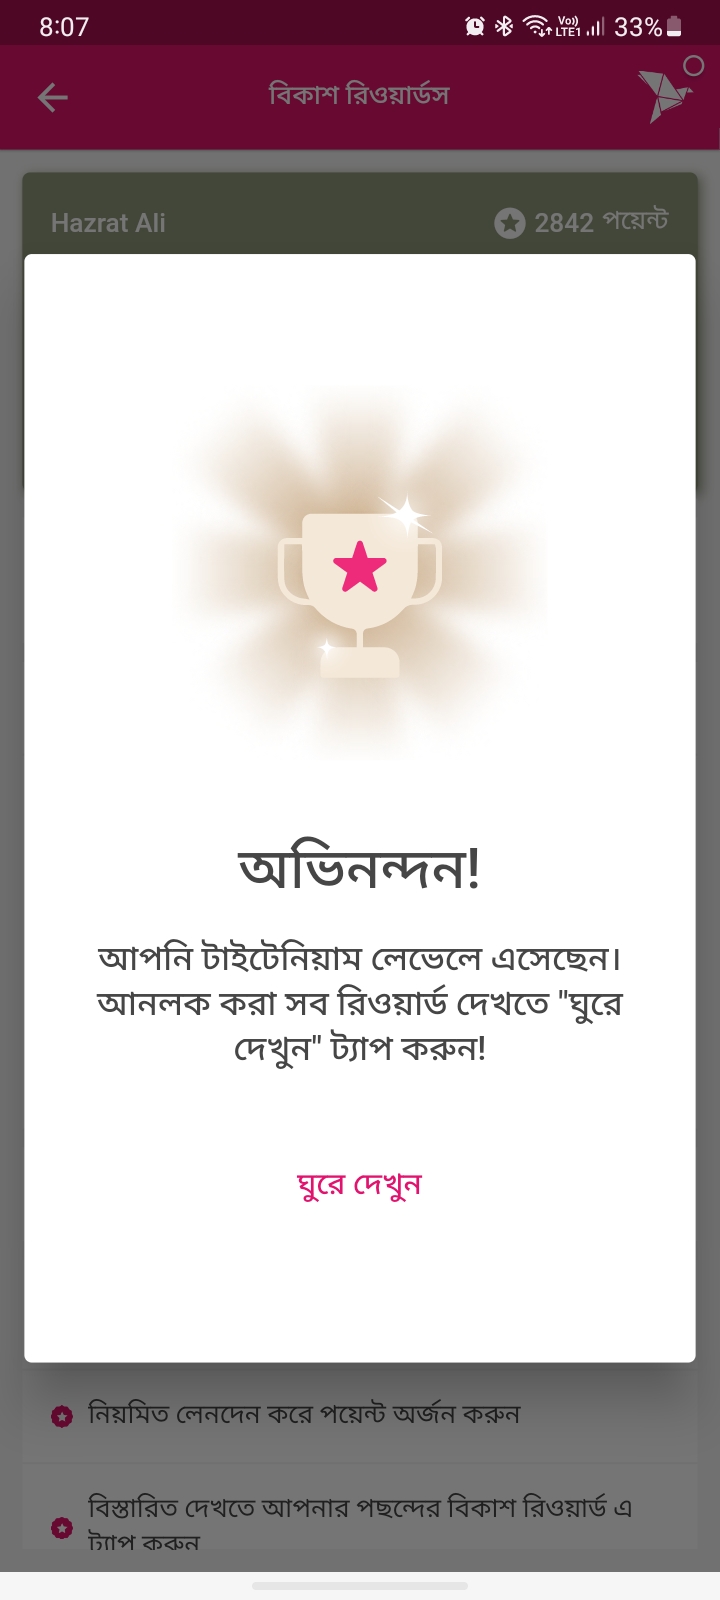 8:07
Vo)) LTE1 33%
বিকাশ রিওয়ার্ডস
Hazrat Ali
2842 পয়েন্ট
অভিনন্দন!
আপনি টাইটেনিয়াম লেভেলে এসেছেন।
আনলক করা সব রিওয়ার্ড দেখতে "ঘুরে
দেখুন" ট্যাপ করুন!
ঘুরে দেখুন
নিয়মিত লেনদেন করে পয়েন্ট অর্জন করুন
বিস্তারিত দেখতে আপনার পছন্দের বিকাশ রিওয়ার্ড এ
ট্যাপ করুন